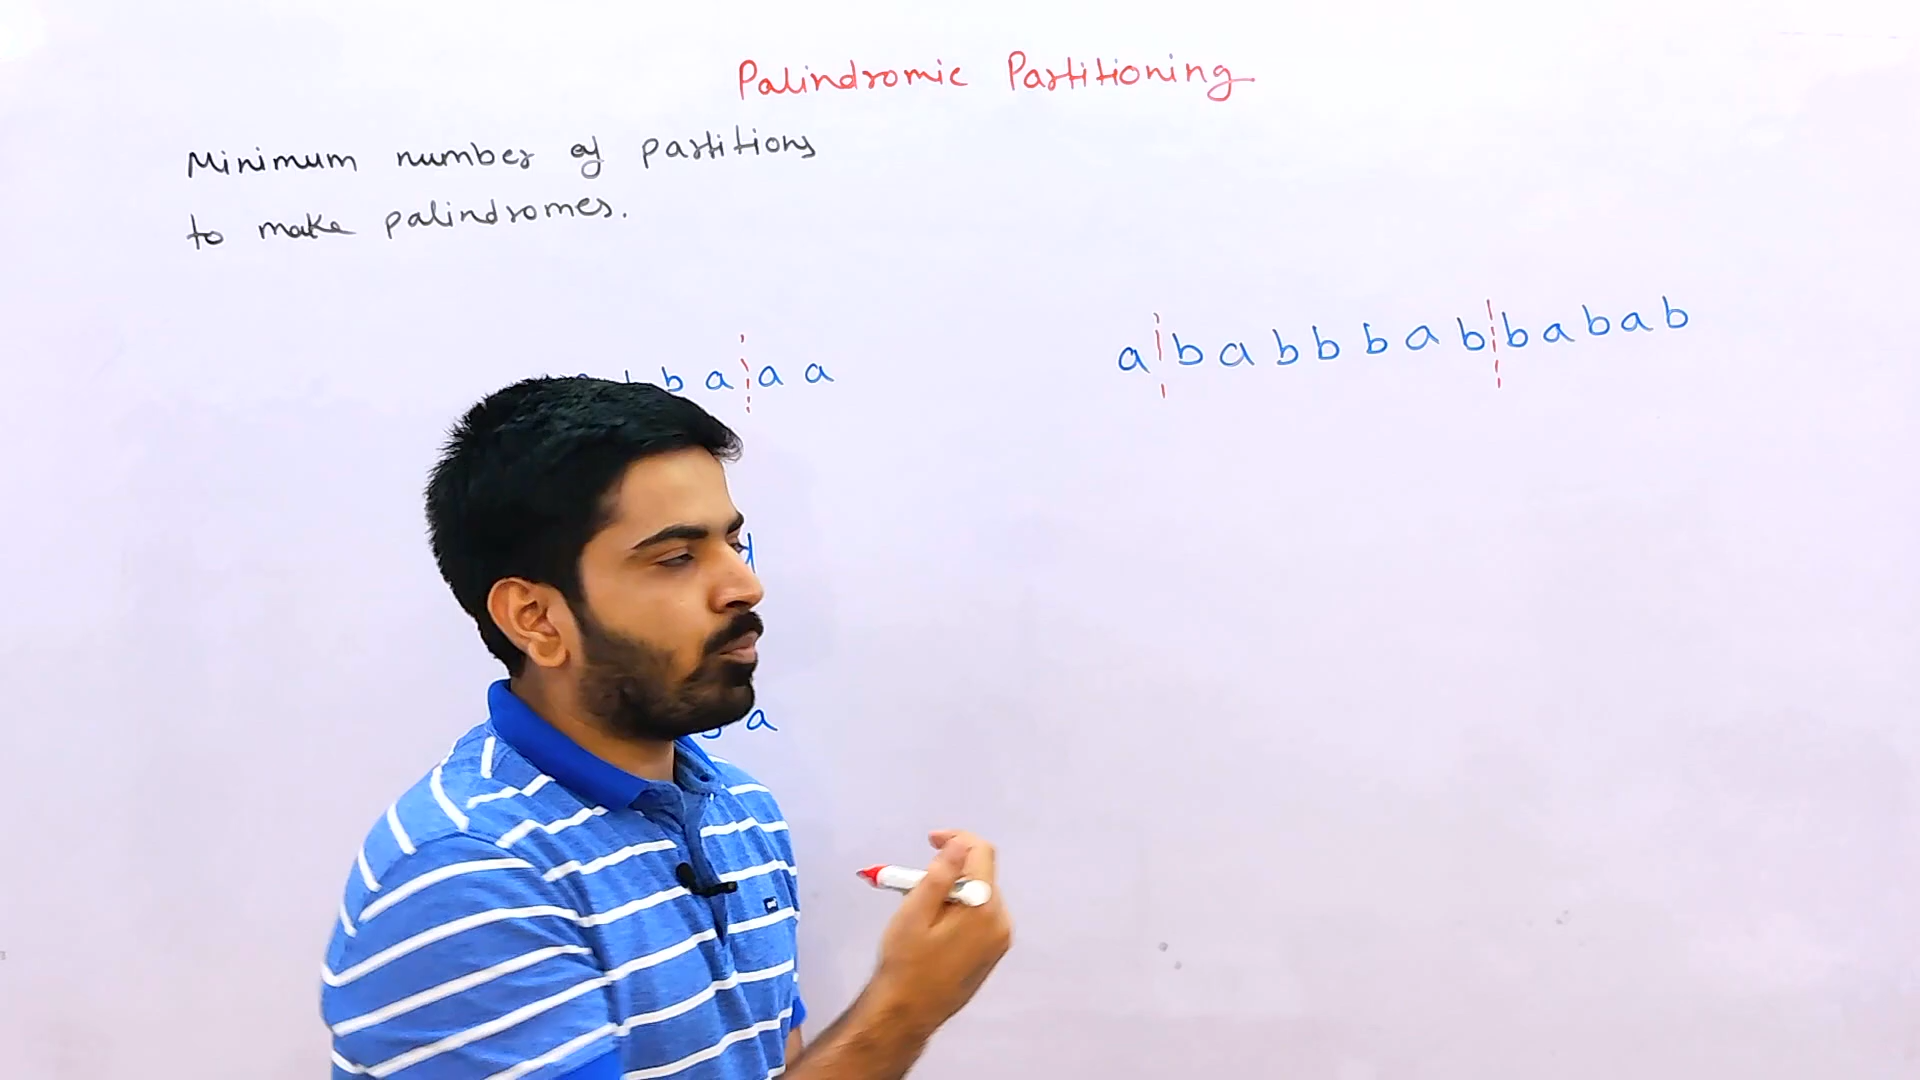 Palindromic Partitioning
Minimum number of partitions
to make palindromes.
b a a a
a b a b b b a b b a b a b
a